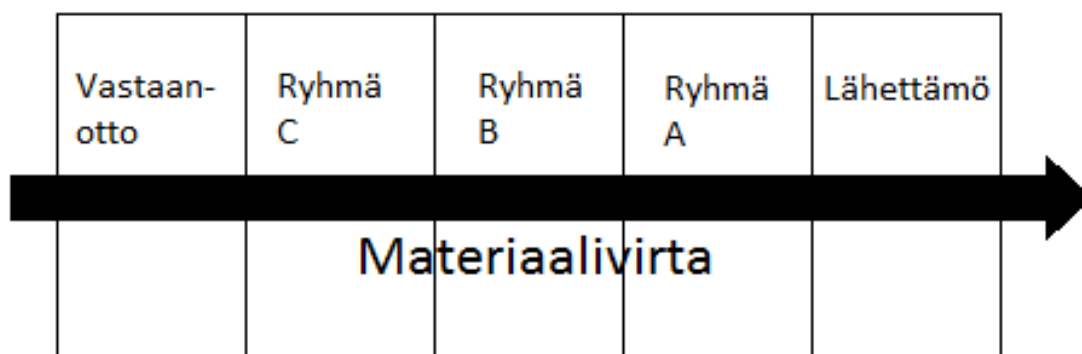 Vastaan-
otto
Ryhmä
C
Ryhmä
B
Ryhmä
A
Lähettämö
Materiaalivirta